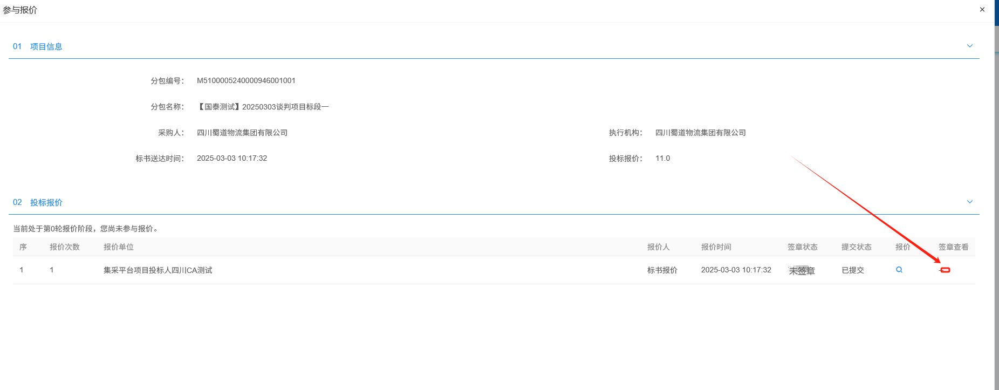 参与报价
01 项目信息
分包编号： M5100005240000946001001
分包名称： 【国泰测试】20250303谈判项目标段一
采购人： 四川蜀道物流集团有限公司 执行机构： 四川蜀道物流集团有限公司
标书送达时间： 2025-03-03 10:17:32 投标报价： 11.0
02 投标报价
当前处于第0轮报价阶段，您尚未参与报价。
序 报价次数 报价单位 报价人 报价时间 签章状态 提交状态 报价 签章查看
1 1 集采平台项目投标人四川CA测试 标书报价 2025-03-03 10:17:32 未签章 已提交